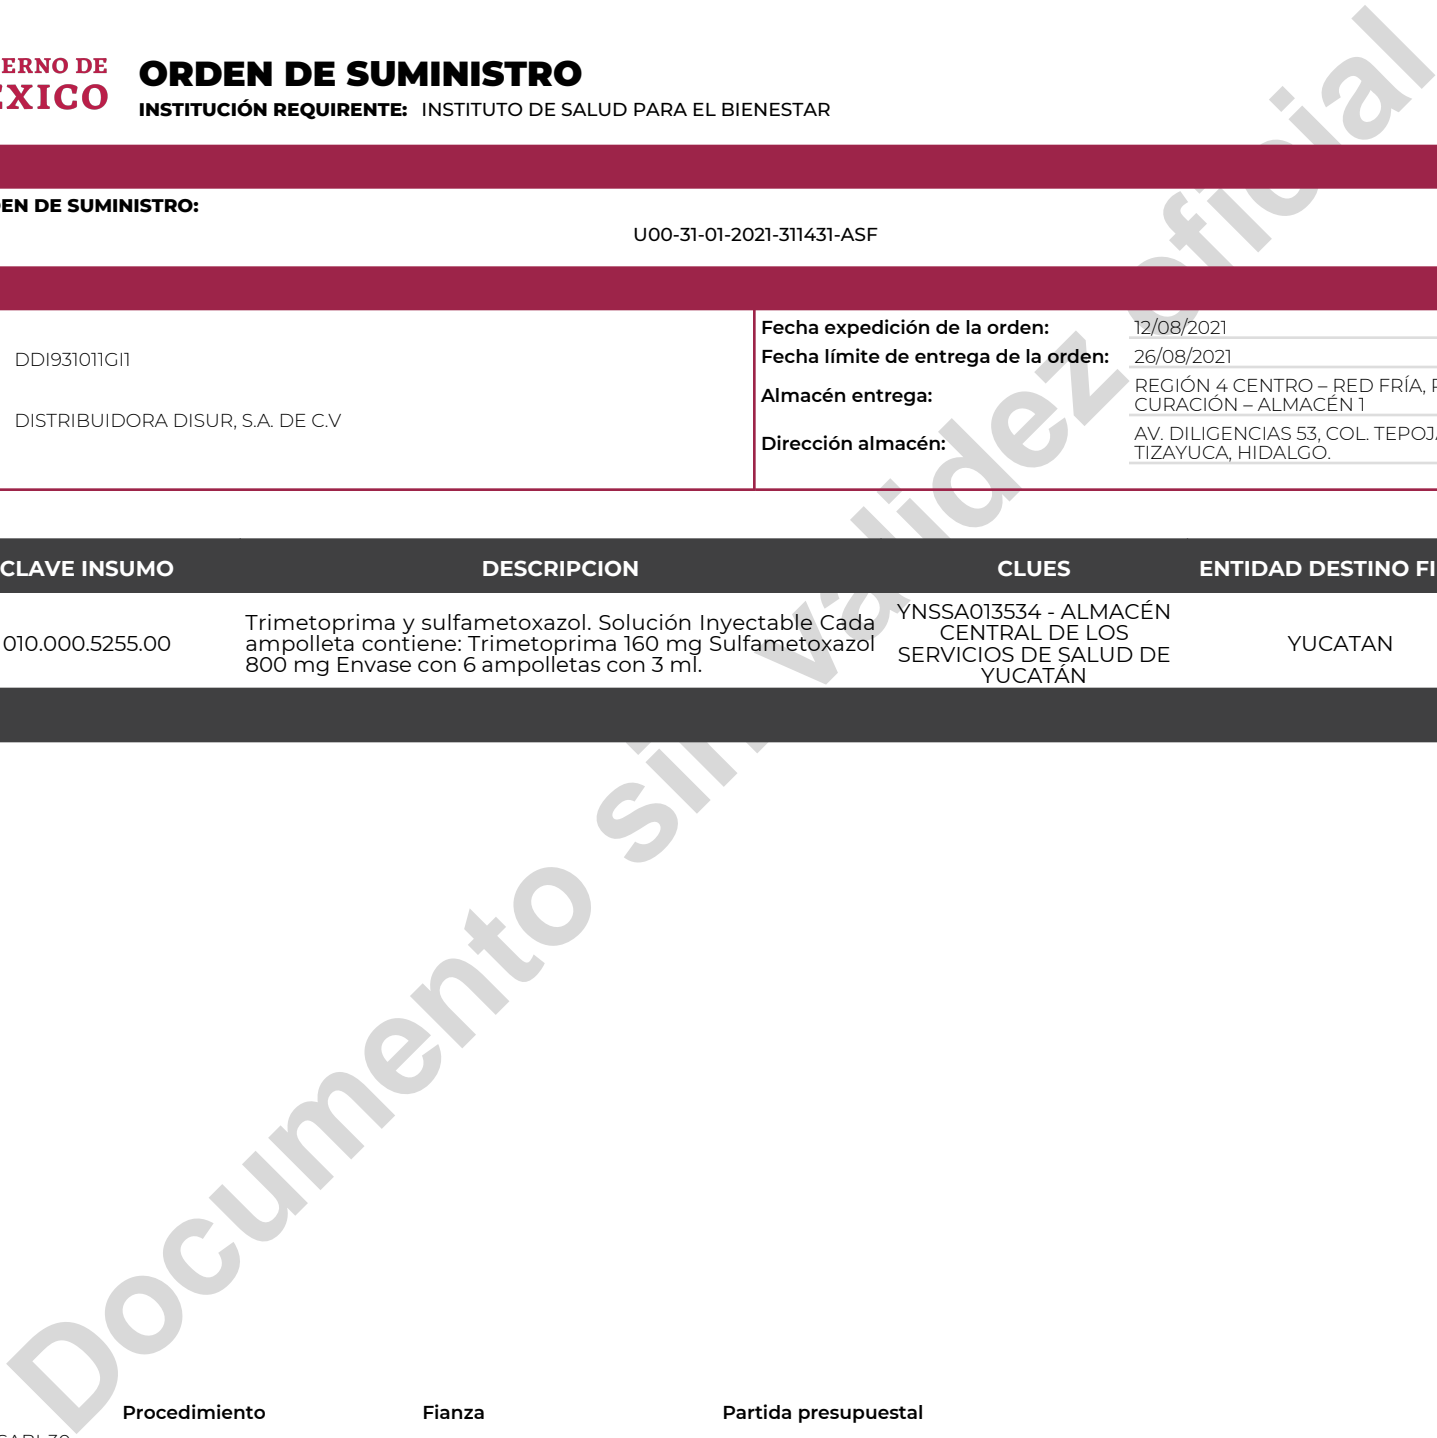 ERNO DE
EXICO
ORDEN DE SUMINISTRO
INSTITUCIÓN REQUIRENTE: INSTITUTO DE SALUD PARA EL BIENESTAR
EN DE SUMINISTRO:
U00-31-01-2021-311431-ASF
DDI931011GI1
DISTRIBUIDORA DISUR, S.A. DE C.V
Fecha expedición de la orden: 12/08/2021
Fecha límite de entrega de la orden: 26/08/2021
Almacén entrega: REGIÓN 4 CENTRO – RED FRÍA,
CURACIÓN – ALMACÉN 1
Dirección almacén: AV. DILIGENCIAS 53, COL. TEPOJ
TIZAYUCA, HIDALGO.
CLAVE INSUMO DESCRIPCION CLUES ENTIDAD DESTINO FI
010.000.5255.00
Trimetoprima y sulfametoxazol. Solución Inyectable Cada
ampolleta contiene: Trimetoprima 160 mg Sulfametoxazol
800 mg Envase con 6 ampolletas con 3 ml.
YNSSA013534 - ALMACÉN
CENTRAL DE LOS
SERVICIOS DE SALUD DE
YUCATÁN
YUCATAN
Documento sin validez oficial
Procedimiento Fianza Partida presupuestal